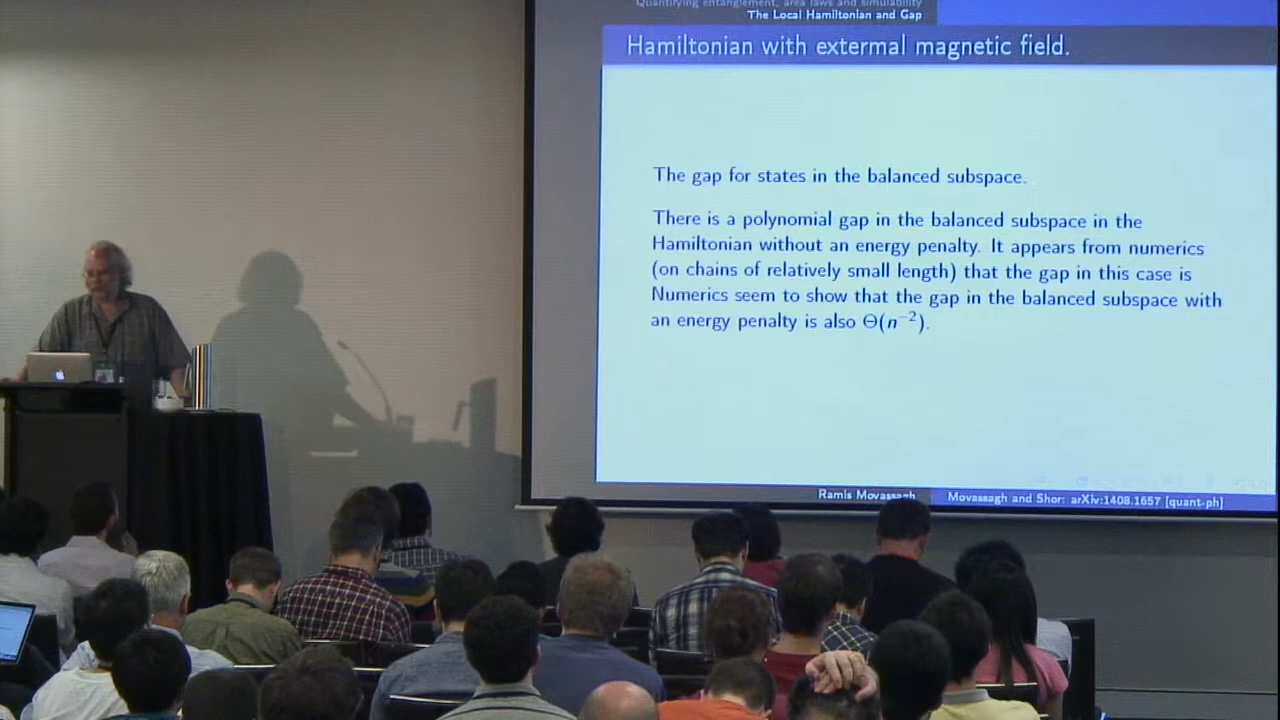 Quantifying entanglement, area laws and simulability
The Local Hamiltonian and Gap
Hamiltonian with extermal magnetic field.
The gap for states in the balanced subspace.
There is a polynomial gap in the balanced subspace in the
Hamiltonian without an energy penalty. It appears from numerics
(on chains of relatively small length) that the gap in this case is
Numerics seem to show that the gap in the balanced subspace with
an energy penalty is also Θ(n⁻²).
Ramis Movassagh
Movassagh and Shor: arXiv:1408.1657 [quant-ph]